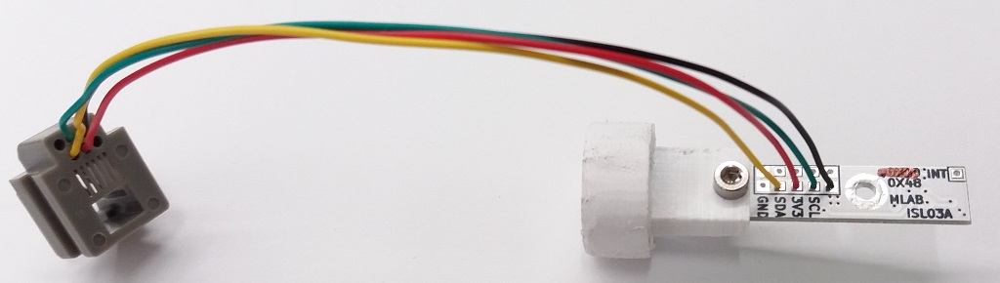 INT
0X48
MLAB
ISL03A
GND
SDA
3V3
SCL